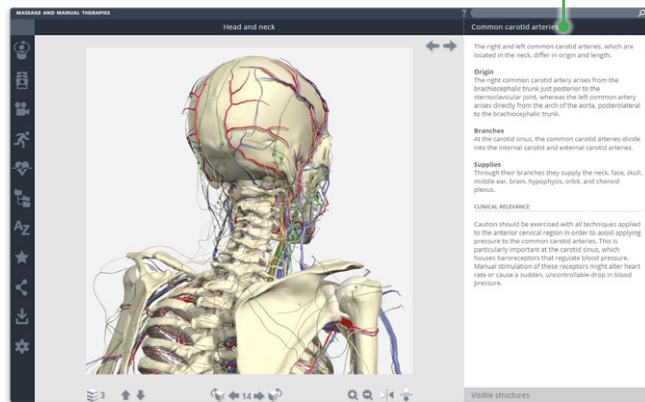 MASSAGE AND MANUAL THERAPIES
?
Head and neck
Common carotid arteries
The right and left common carotid arteries, which are
located in the neck, differ in origin and length.
Origin
The right common carotid artery arises from the
brachiocephalic trunk just posterior to the
sternoclavicular joint, whereas the left common artery
arises directly from the arch of the aorta, posterolateral
to the brachiocephalic trunk.
Branches
At the carotid sinus, the common carotid arteries divide
into the internal carotid and external carotid arteries.
Supplies
Through their branches they supply the neck, face, skull,
middle ear, brain, hypophysis, orbit, and choroid
plexus.
CLINICAL RELEVANCE
Caution should be exercised with all techniques applied
to the anterior cervical region in order to avoid applying
pressure to the common carotid arteries. This is
particularly important at the carotid sinus, which
houses baroreceptors that regulate blood pressure.
Manual stimulation of these receptors might alter heart
rate or cause a sudden, uncontrollable drop in blood
pressure.
AZ
3
14
Visible structures